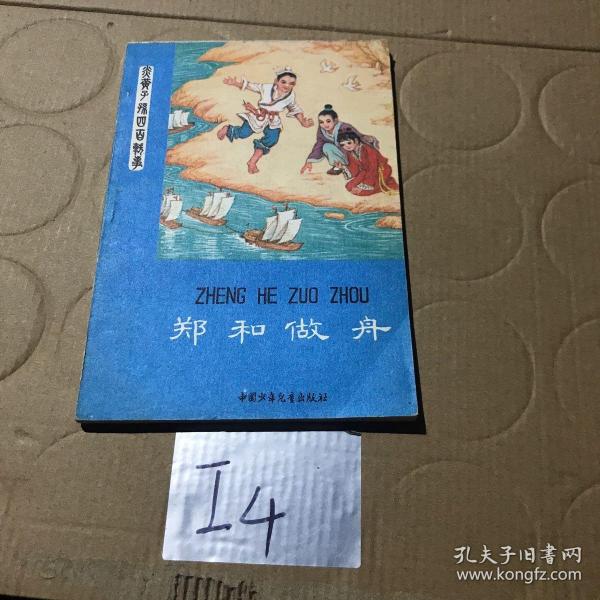 炎黄子孙四百轶事
ZHENG HE ZUO ZHOU
郑和做舟
中国少年儿童出版社
I4
孔夫子旧书网
www.kongfz.com